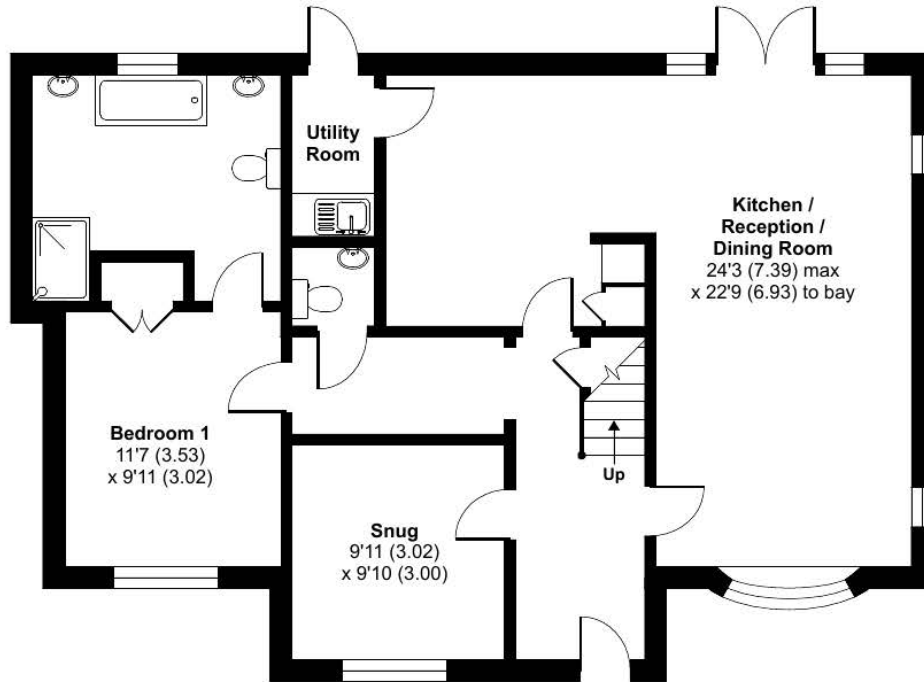 Utility
Room
Kitchen /
Reception /
Dining Room
24'3 (7.39) max
x 22'9 (6.93) to bay
Bedroom 1
11'7 (3.53)
x 9'11 (3.02)
Up
Snug
9'11 (3.02)
x 9'10 (3.00)